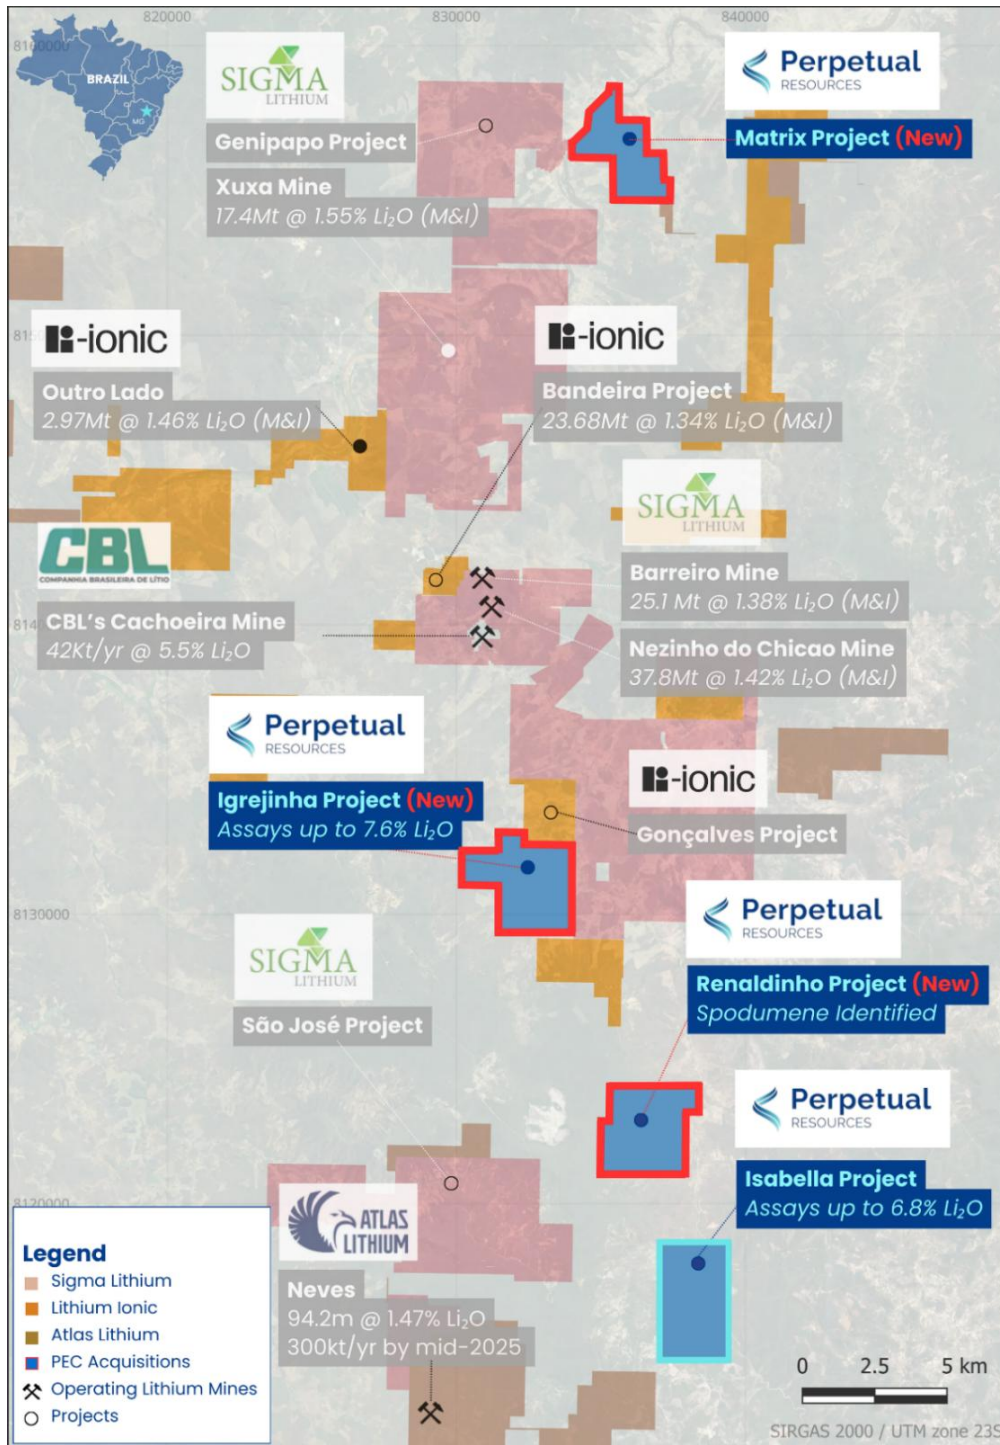 820000
830000
840000
8160000
BRAZIL
MG
SIGMA
LITHIUM
Genipapo Project
Xuxa Mine
17.4Mt @ 1.55% Li₂O (M&I)
Perpetual
RESOURCES
Matrix Project (New)
-ionic
Outro Lado
2.97Mt @ 1.46% Li₂O (M&I)
-ionic
Bandeira Project
23.68Mt @ 1.34% Li₂O (M&I)
SIGMA
LITHIUM
Barreiro Mine
25.1 Mt @ 1.38% Li₂O (M&I)
Nezinho do Chicao Mine
37.8Mt @ 1.42% Li₂O (M&I)
CBL
COMPANHIA BRASILEIRA DE LÍTIO
CBL's Cachoeira Mine
42Kt/yr @ 5.5% Li₂O
Perpetual
RESOURCES
Igrejinha Project (New)
Assays up to 7.6% Li₂O
-ionic
Gonçalves Project
8130000
SIGMA
LITHIUM
São José Project
Perpetual
RESOURCES
Renaldinho Project (New)
Spodumene Identified
Perpetual
RESOURCES
Isabella Project
Assays up to 6.8% Li₂O
8120000
ATLAS
LITHIUM
Neves
94.2m @ 1.47% Li₂O
300kt/yr by mid-2025
Legend
Sigma Lithium
Lithium Ionic
Atlas Lithium
PEC Acquisitions
Operating Lithium Mines
Projects
0 2.5 5 km
SIRGAS 2000 / UTM zone 23S